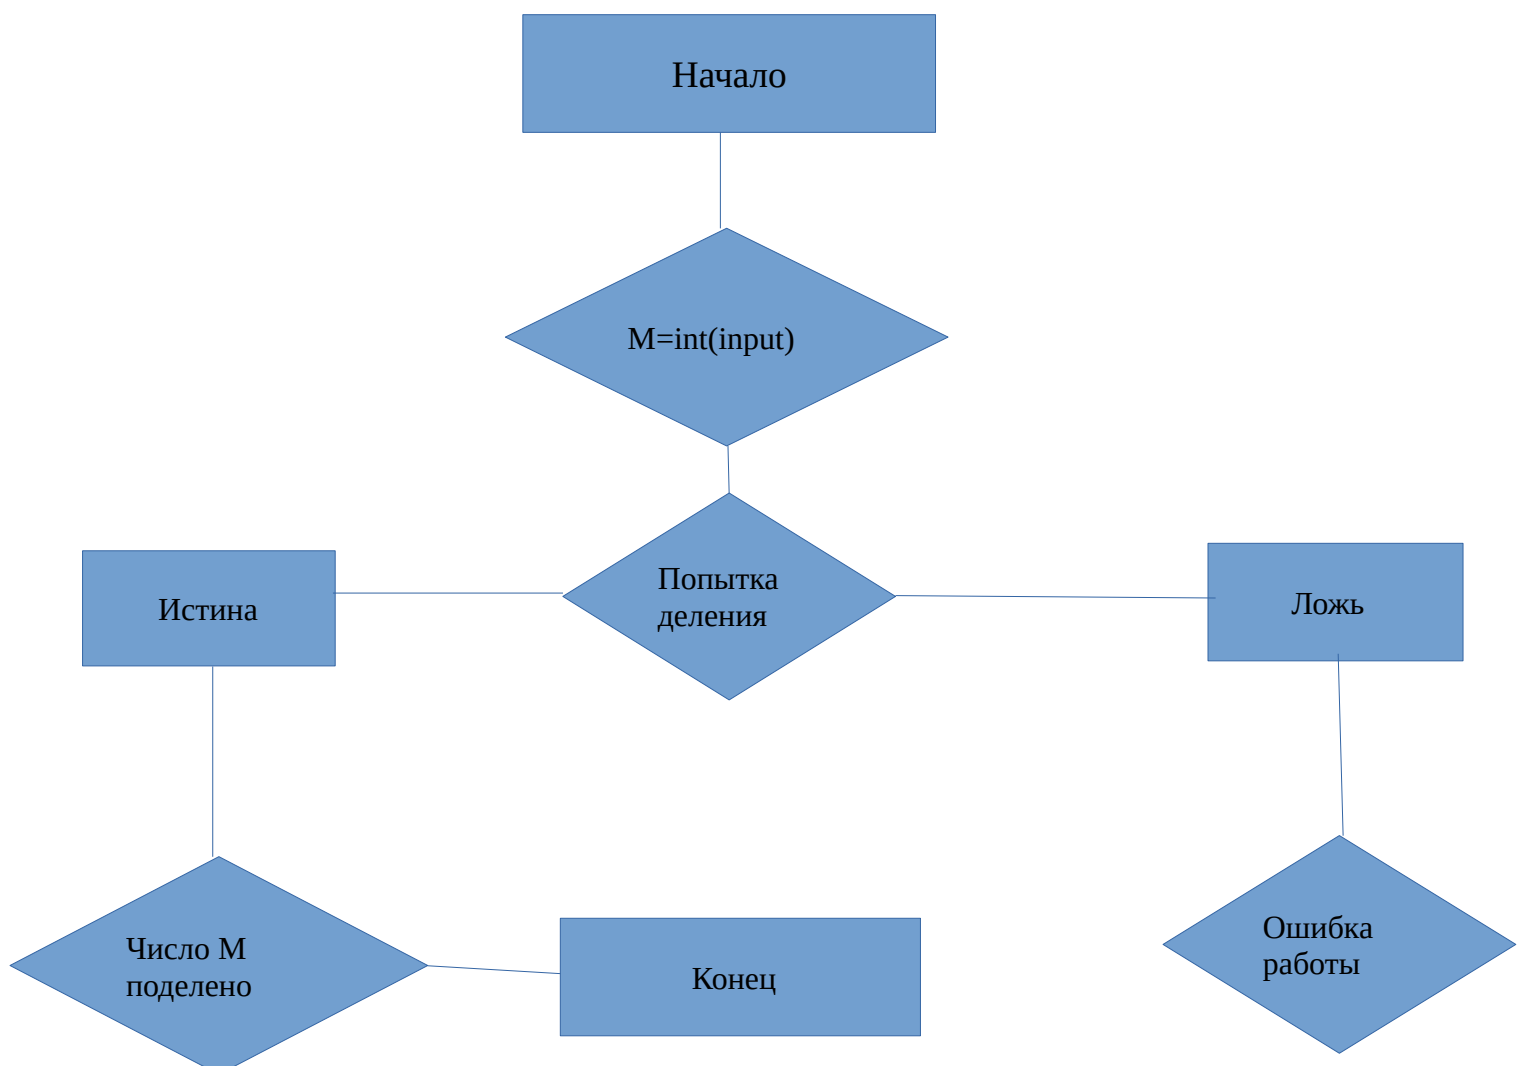 Начало
M=int(input)
Попытка
деления
Истина
Ложь
Число М
поделено
Конец
Ошибка
работы